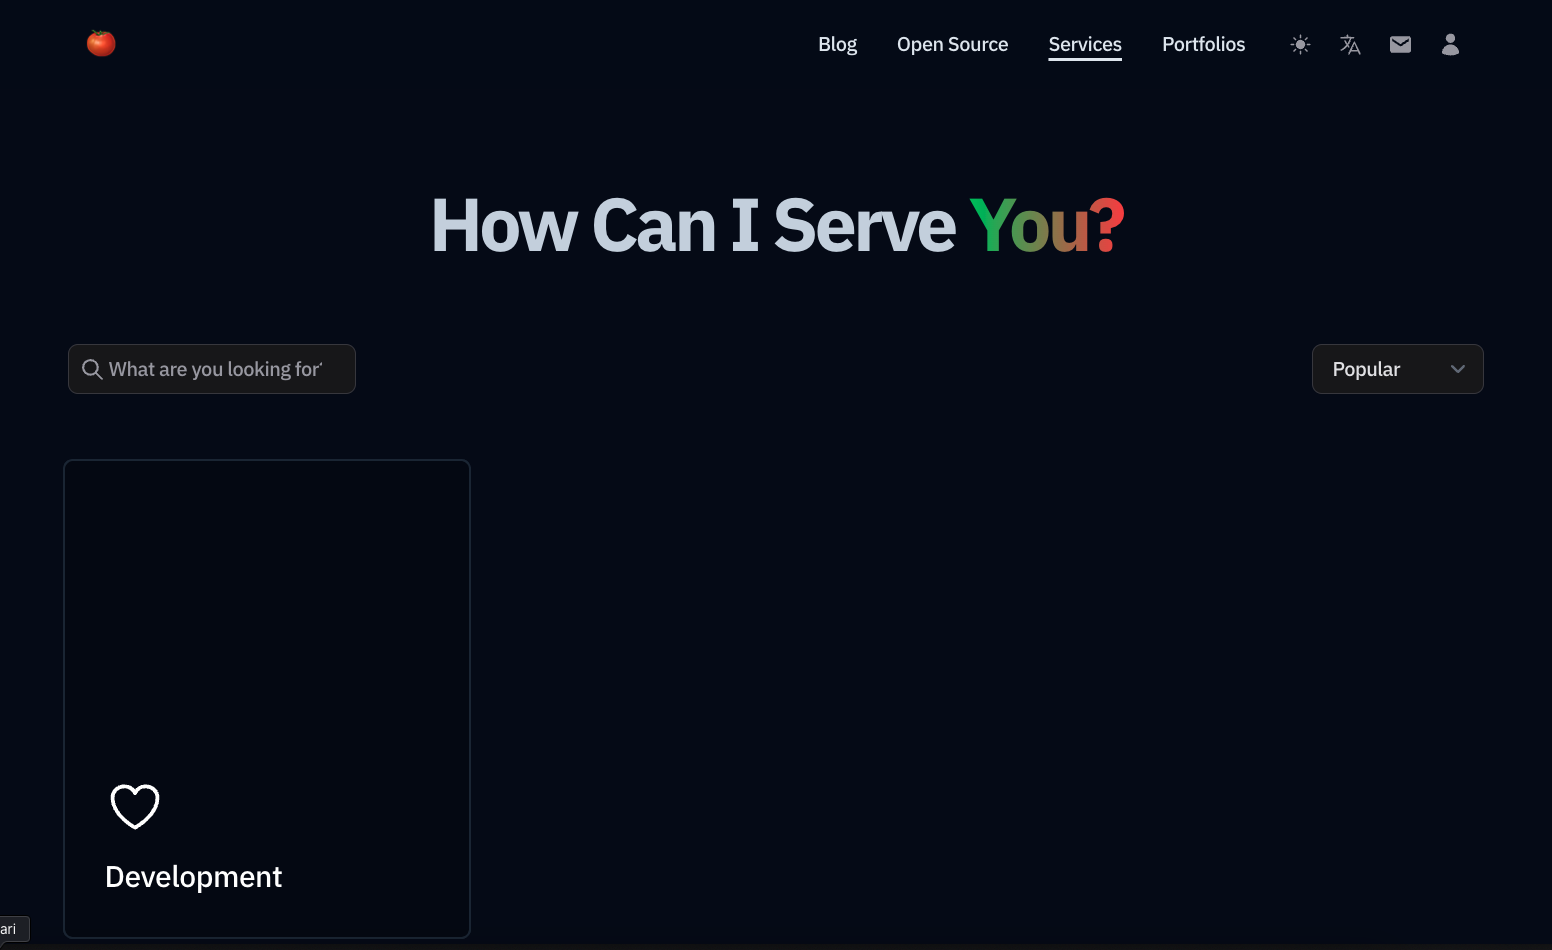 Blog Open Source Services Portfolios
How Can I Serve You?
What are you looking for
Popular
Development
ari